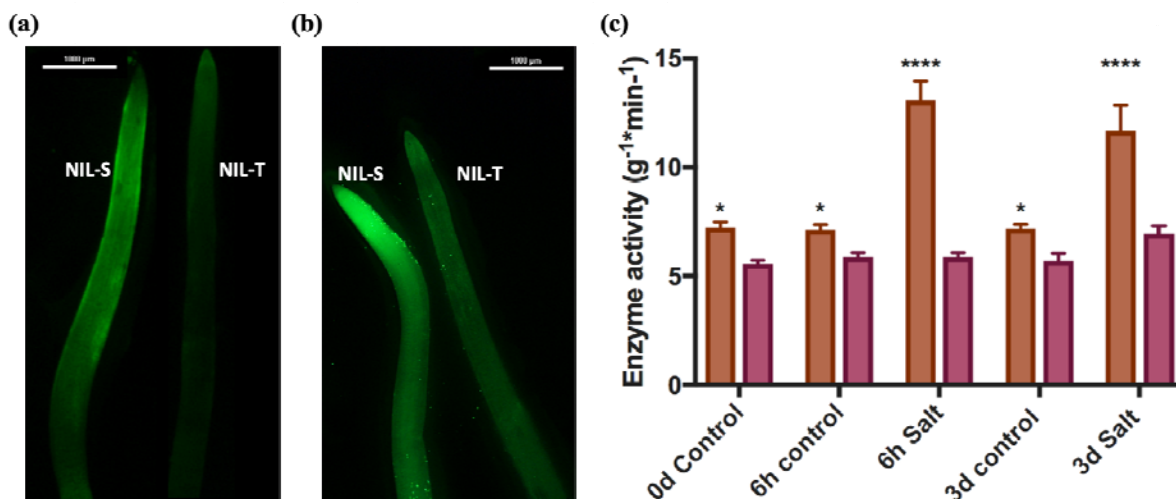 (a)
1000 µm
NIL-S
NIL-T
(b)
1000 µm
NIL-S
NIL-T
(c)
Enzyme activity (g⁻¹*min-¹)
15
10
5
0
*
*
****
*
****
0d Control
6h control
6h Salt
3d control
3d Salt